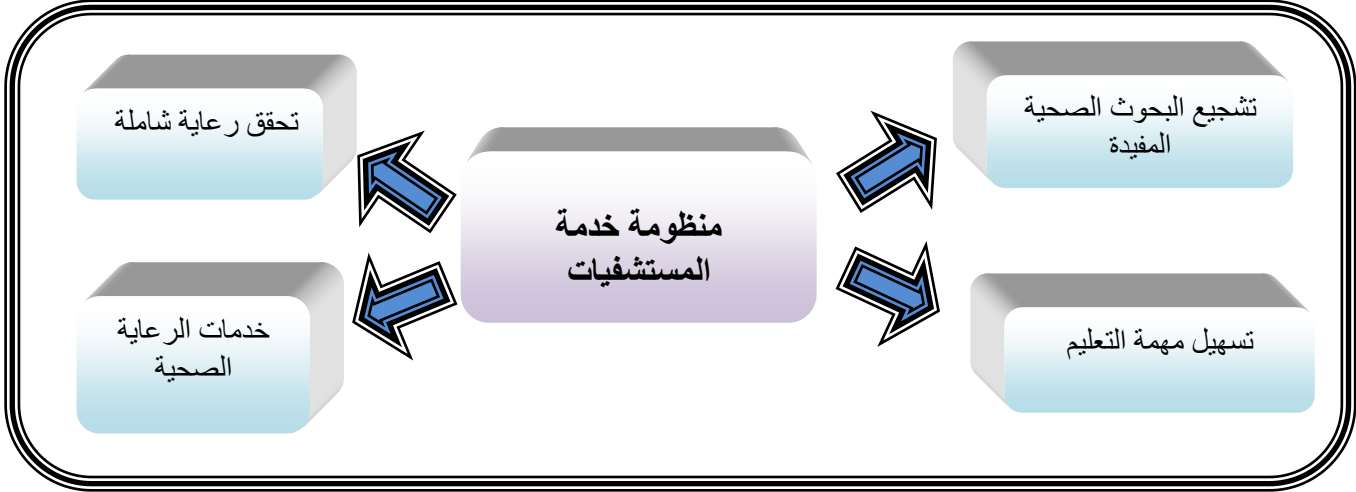 تشجيع البحوث الصحية
المفيدة
تحقق رعاية شاملة
منظومة خدمة
المستشفيات
تسهيل مهمة التعليم
خدمات الرعاية
الصحية